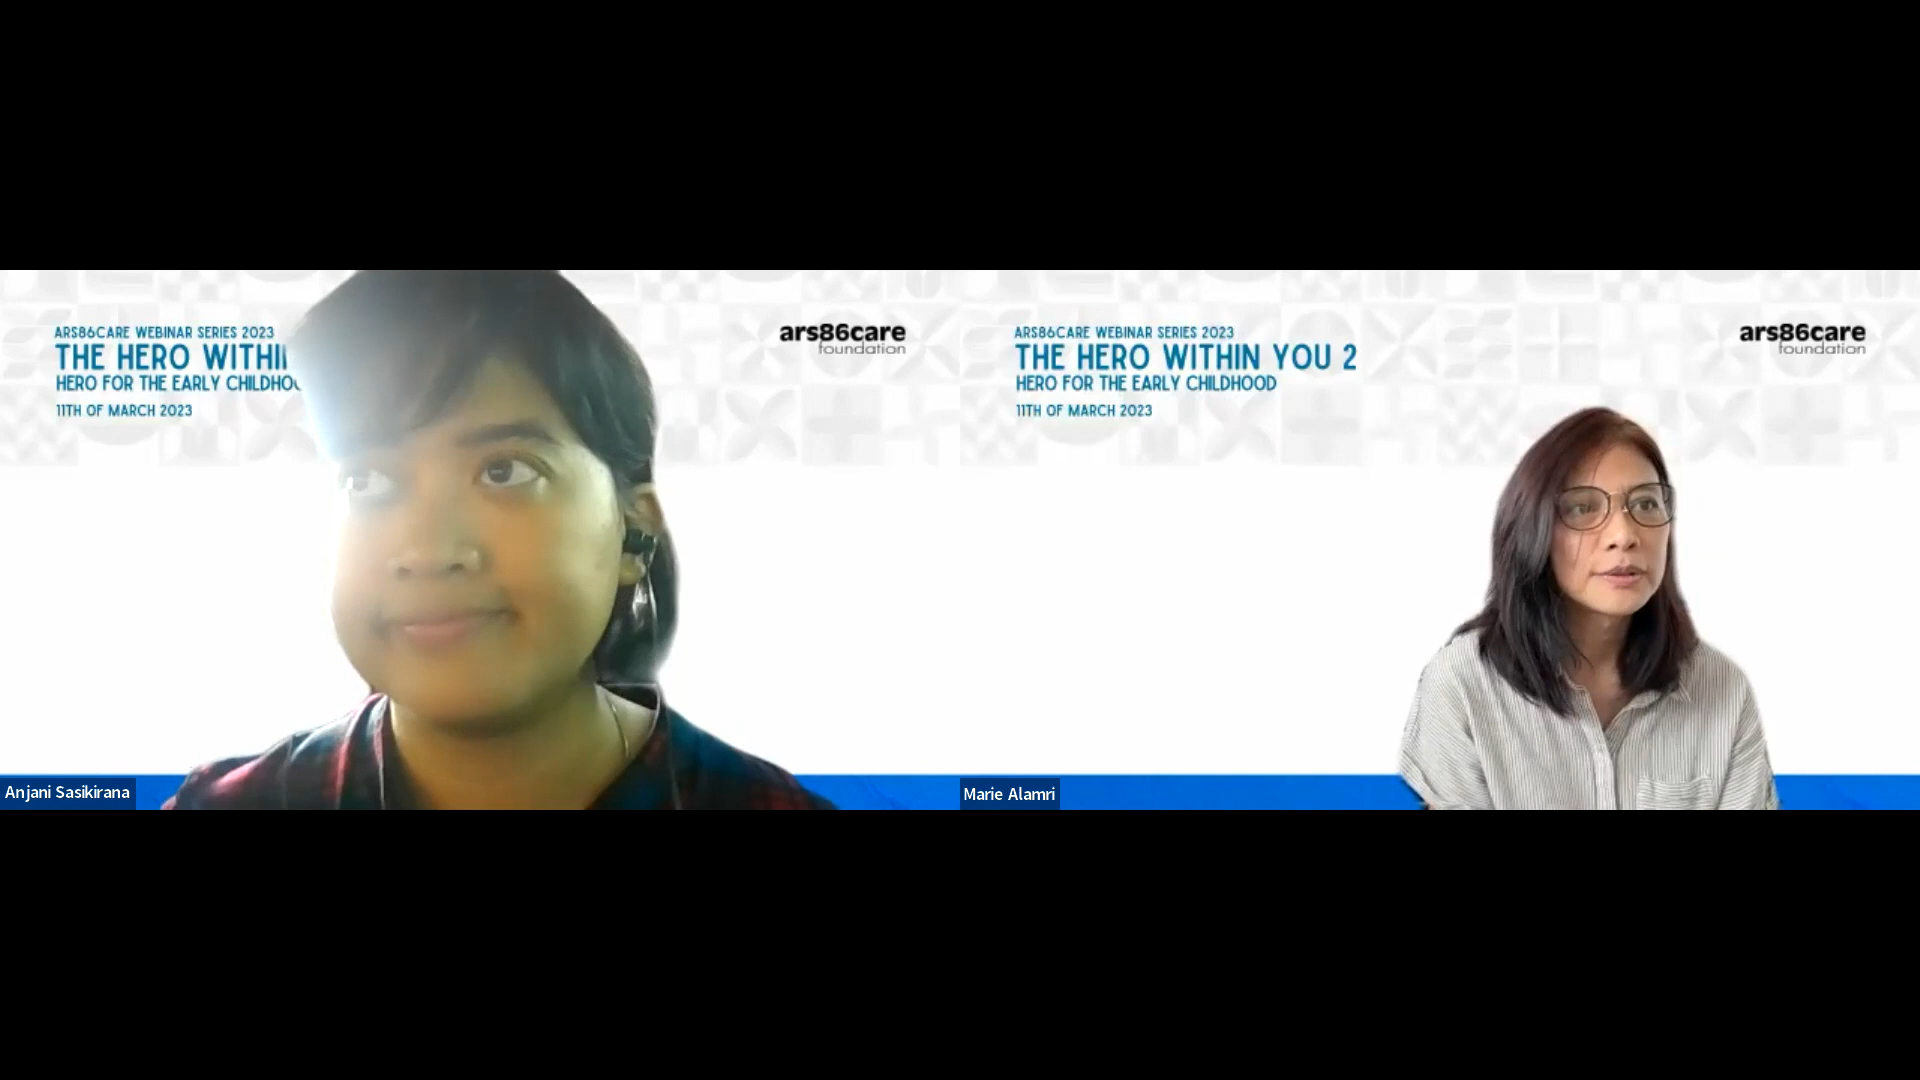 ARS86CARE WEBINAR SERIES 2023
THE HERO WITHIN
HERO FOR THE EARLY CHILDHOO
11TH OF MARCH 2023
ars86care
foundation
Anjani Sasikirana
ARS86CARE WEBINAR SERIES 2023
THE HERO WITHIN YOU 2
HERO FOR THE EARLY CHILDHOOD
11TH OF MARCH 2023
ars86care
foundation
Marie Alamri